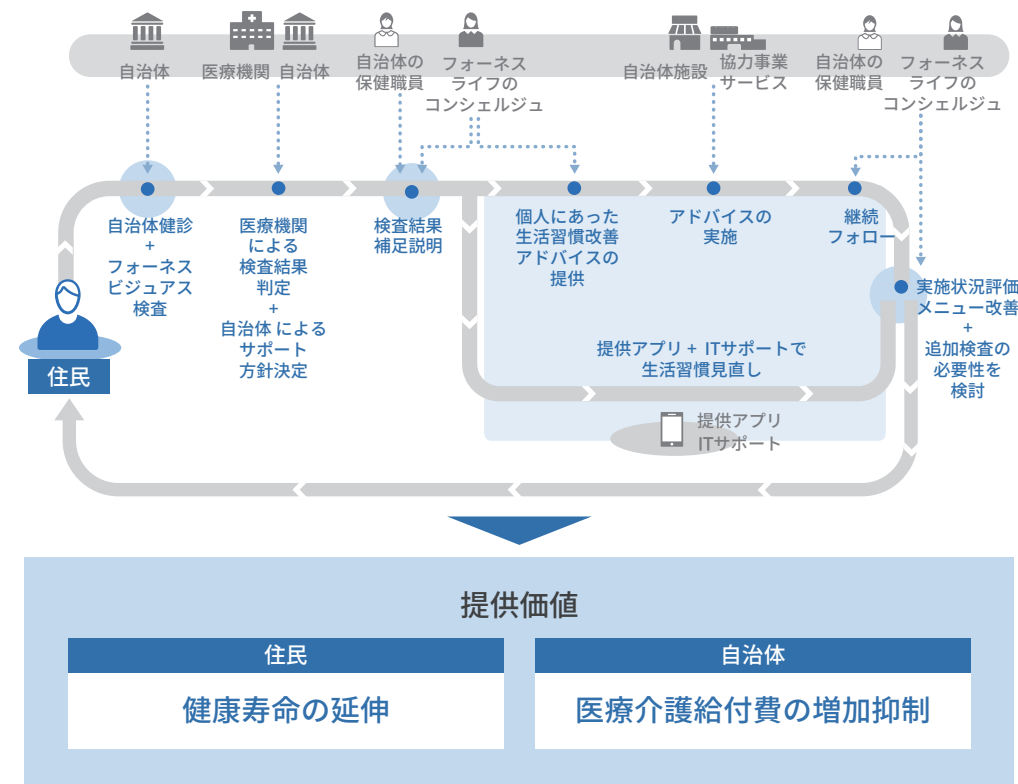 自治体
医療機関 自治体
自治体の
保健職員
フォーネス
ライフの
コンシェルジュ
自治体施設
協力事業
サービス
自治体の
保健職員
フォーネス
ライフの
コンシェルジュ
自治体健診
+
フォーネス
ビジュアス
検査
医療機関
による
検査結果
判定
+
自治体 による
サポート
方針決定
検査結果
補足説明
個人にあった
生活習慣改善
アドバイスの
提供
アドバイスの
実施
継続
フォロー
実施状況評価
メニュー改善
+
追加検査の
必要性を
検討
提供アプリ + ITサポートで
生活習慣見直し
住民
提供アプリ
ITサポート
提供価値
住民
健康寿命の延伸
自治体
医療介護給付費の増加抑制